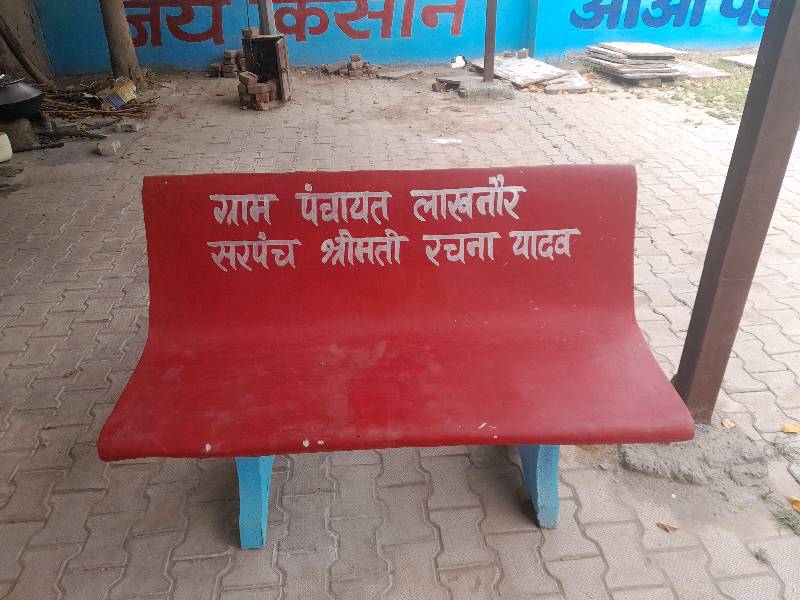 जय किसान
आओ
ग्राम पंचायत लाखनौर
सरपंच श्रीमती रचना यादव